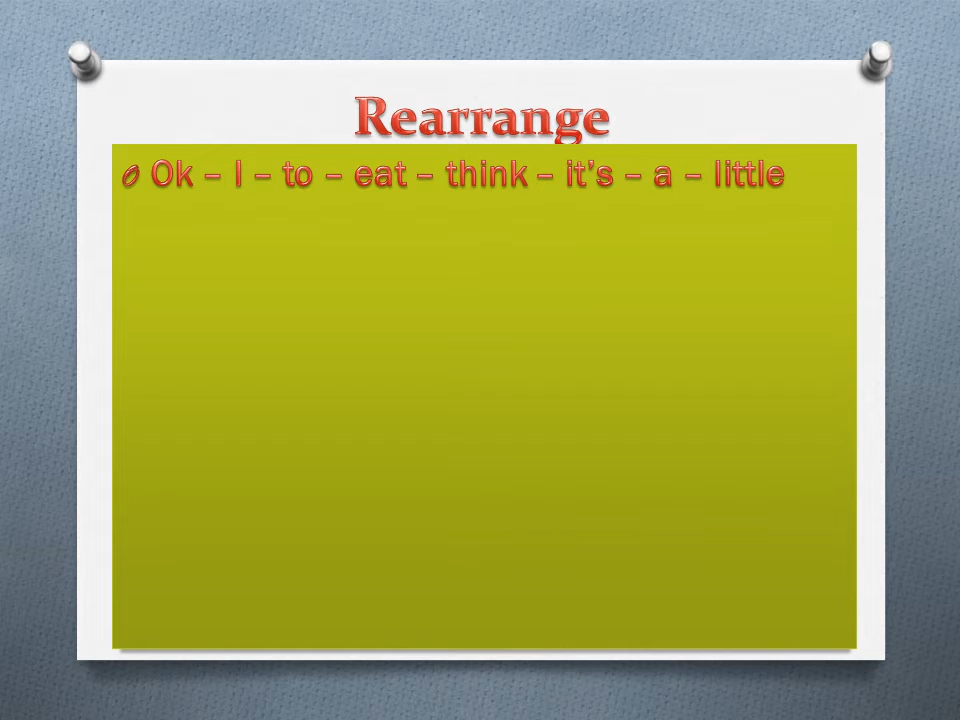 Rearrange
Ok – I – to – eat – think – it's – a – little